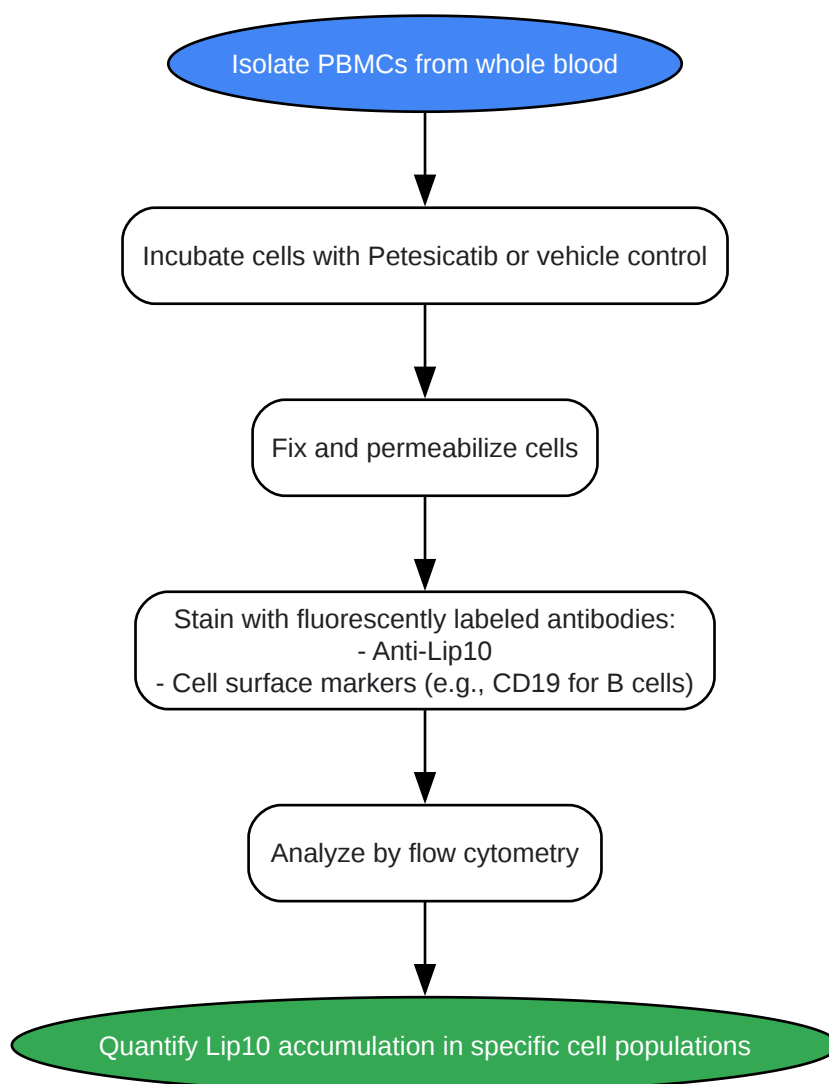 Isolate PBMCs from whole blood
Incubate cells with Petesicatib or vehicle control
Fix and permeabilize cells
Stain with fluorescently labeled antibodies:
- Anti-Lip10
- Cell surface markers (e.g., CD19 for B cells)
Analyze by flow cytometry
Quantify Lip10 accumulation in specific cell populations